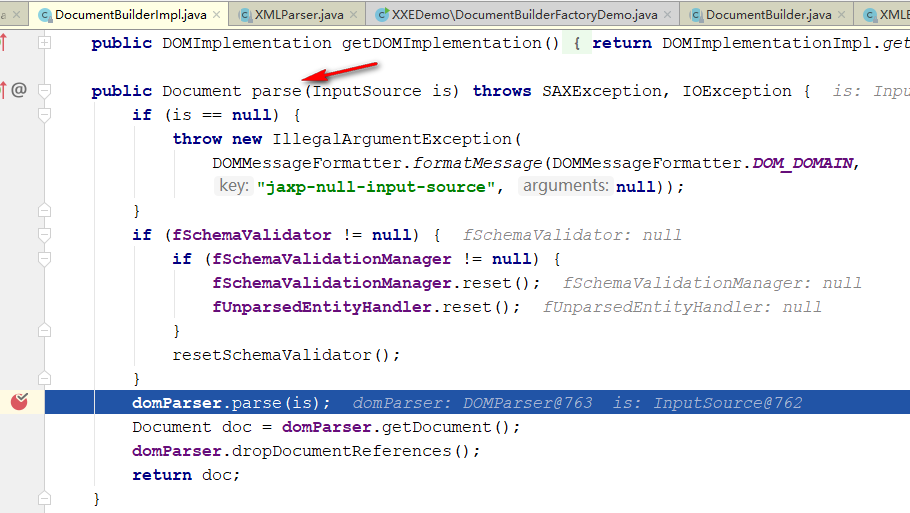 .java DocumentBuilderImpl.java XMLParser.java XXEDemo\DocumentBuilderFactoryDemo.java DocumentBuilder.java XMLE
public DOMImplementation getDOMImplementation() { return DOMImplementationImpl.get
public Document parse(InputSource is) throws SAXException, IOException { is: Inpu
if (is == null) {
throw new IllegalArgumentException(
DOMMessageFormatter.formatMessage(DOMMessageFormatter.DOM_DOMAIN,
key: "jaxp-null-input-source", arguments: null));
}
if (fSchemaValidator != null) { fSchemaValidator: null
if (fSchemaValidationManager != null) {
fSchemaValidationManager.reset(); fSchemaValidationManager: null
fUnparsedEntityHandler.reset(); fUnparsedEntityHandler: null
}
resetSchemaValidator();
}
domParser.parse(is); domParser: DOMParser@763 is: InputSource@762
Document doc = domParser.getDocument();
domParser.dropDocumentReferences();
return doc;
}